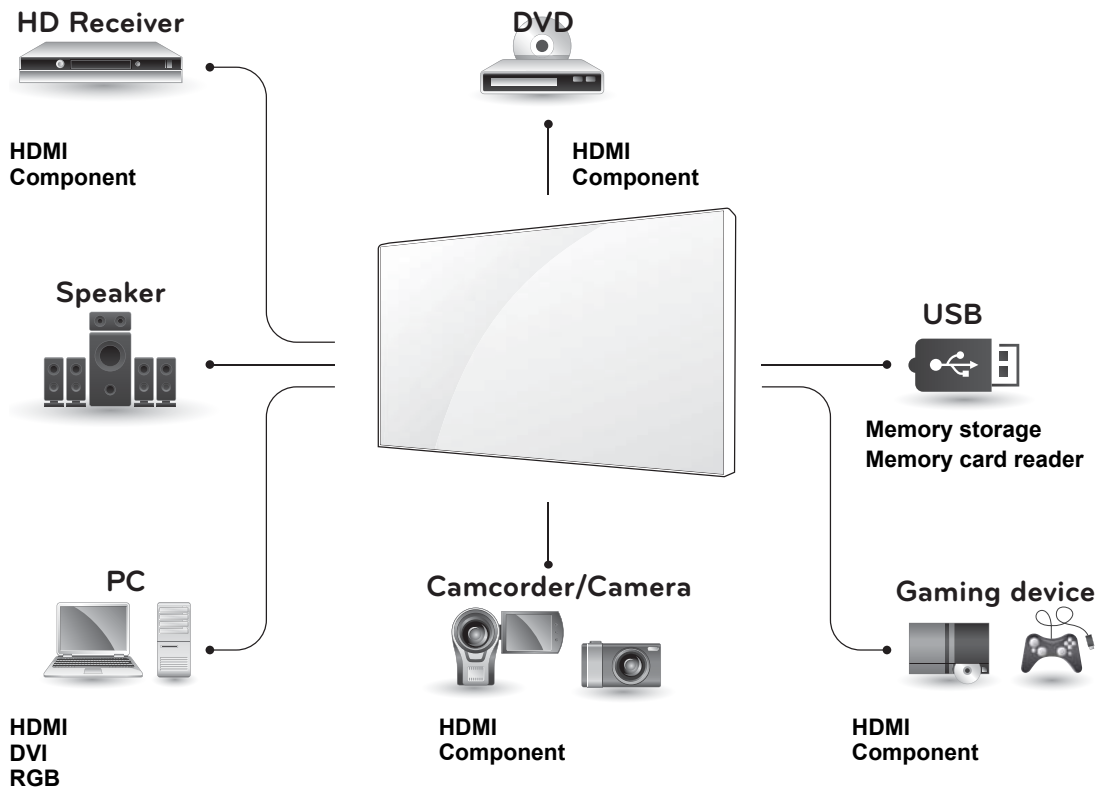 HD Receiver
HDMI
Component
DVD
HDMI
Component
Speaker
USB
Memory storage
Memory card reader
PC
HDMI
DVI
RGB
Camcorder/Camera
HDMI
Component
Gaming device
HDMI
Component